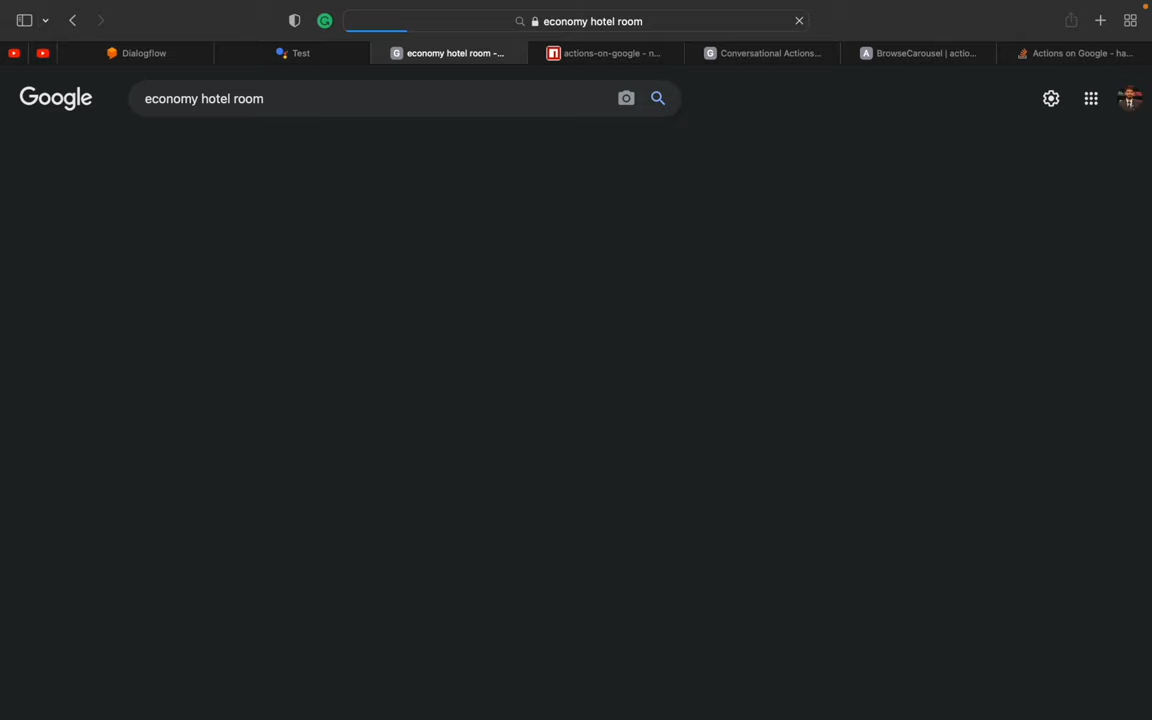 economy hotel room
Dialogflow
Test
economy hotel room -...
actions-on-google - n...
Conversational Actions...
BrowseCarousel | actio...
Actions on Google - ha...
Google
economy hotel room